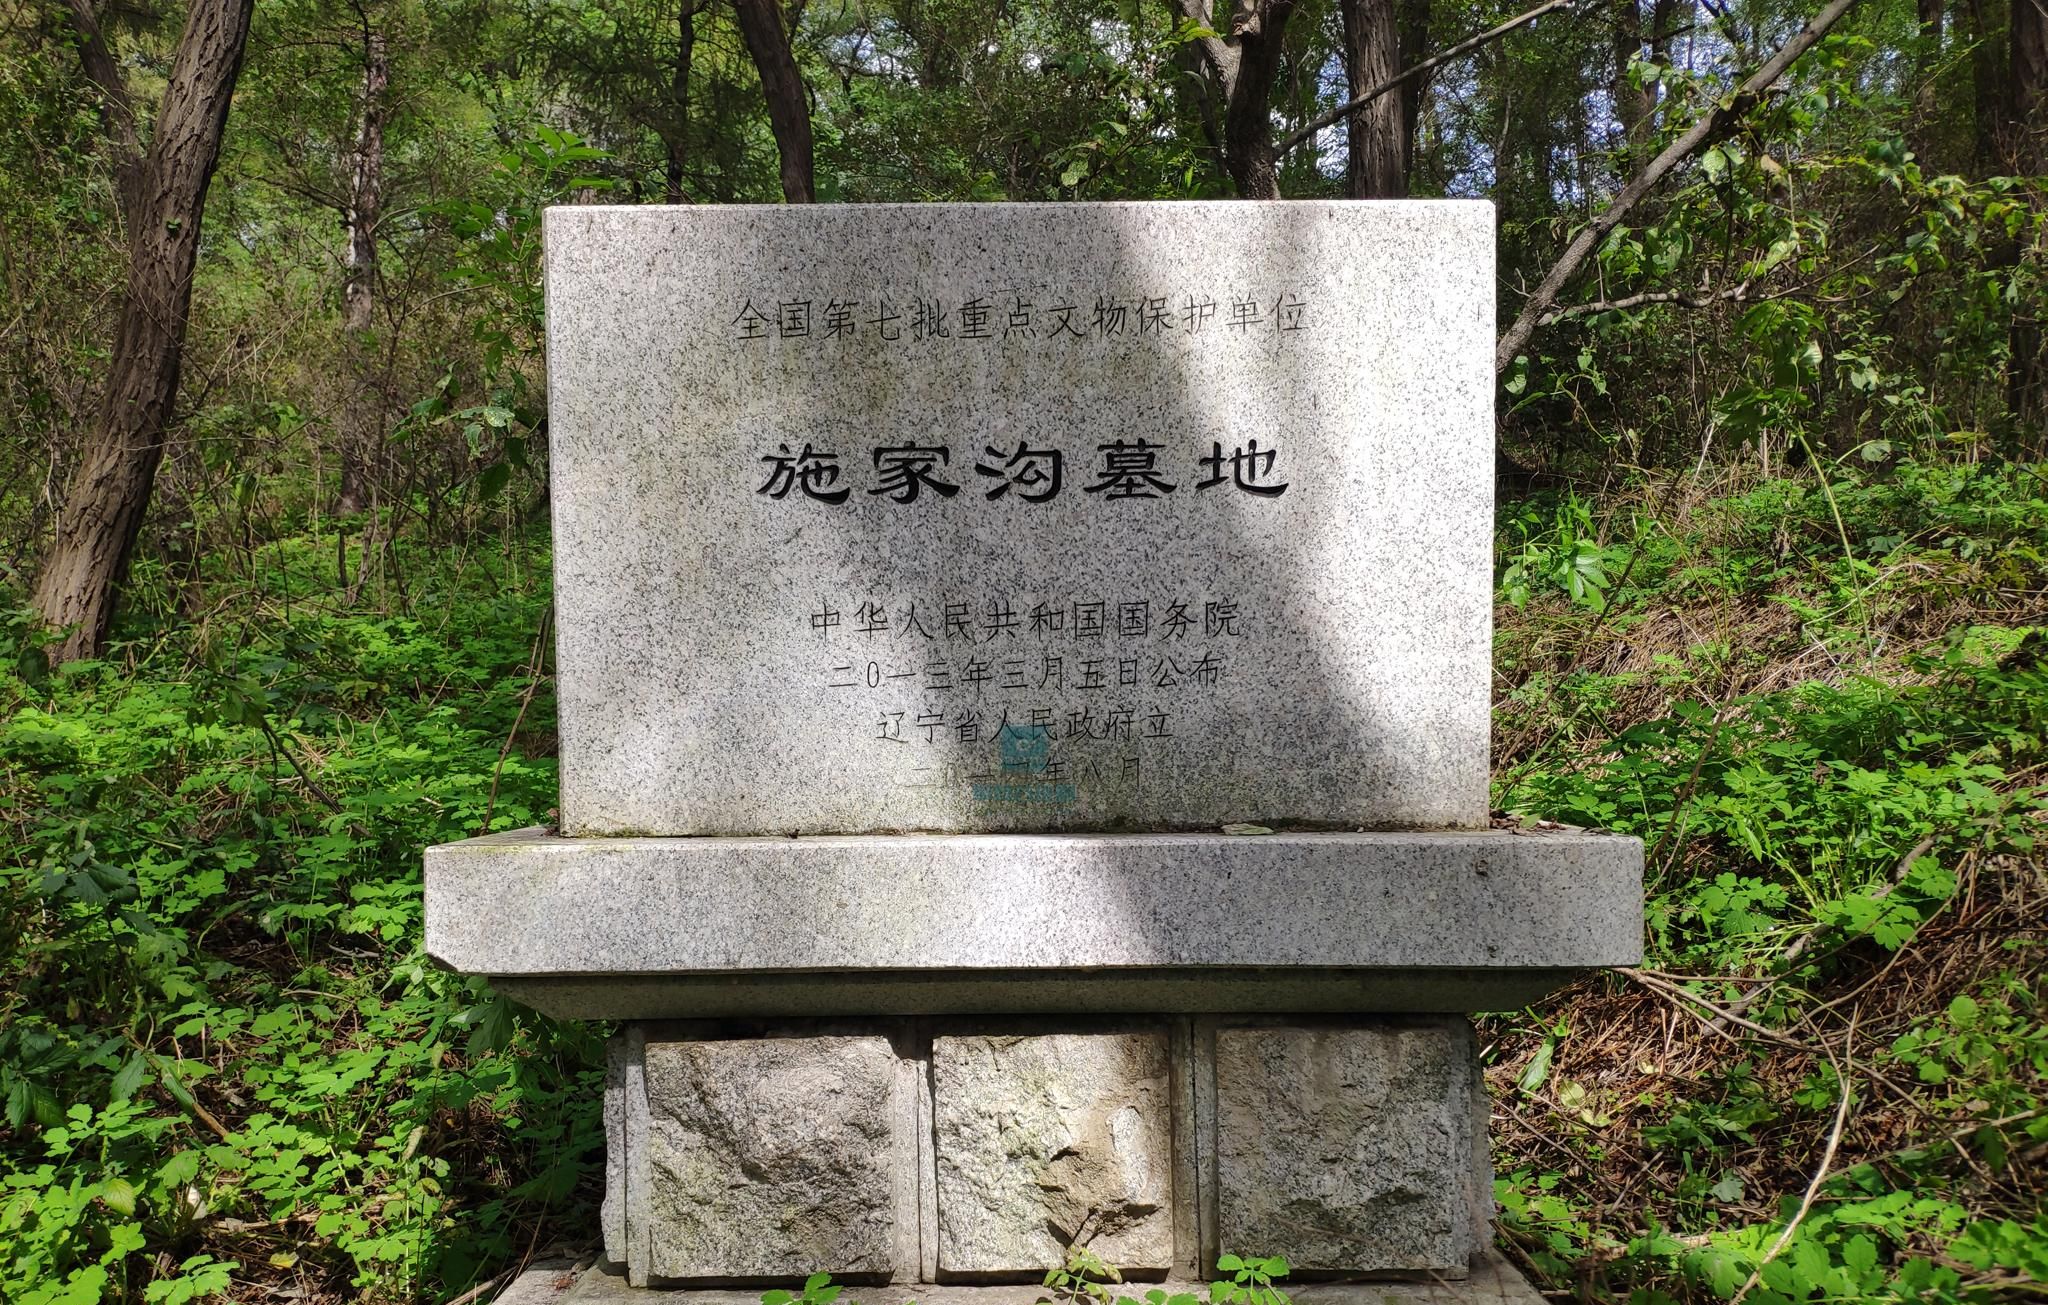 全国第七批重点文物保护单位
施家沟墓地
中华人民共和国国务院
二0一三年三月五日公布
辽宁省人民政府立
年八月